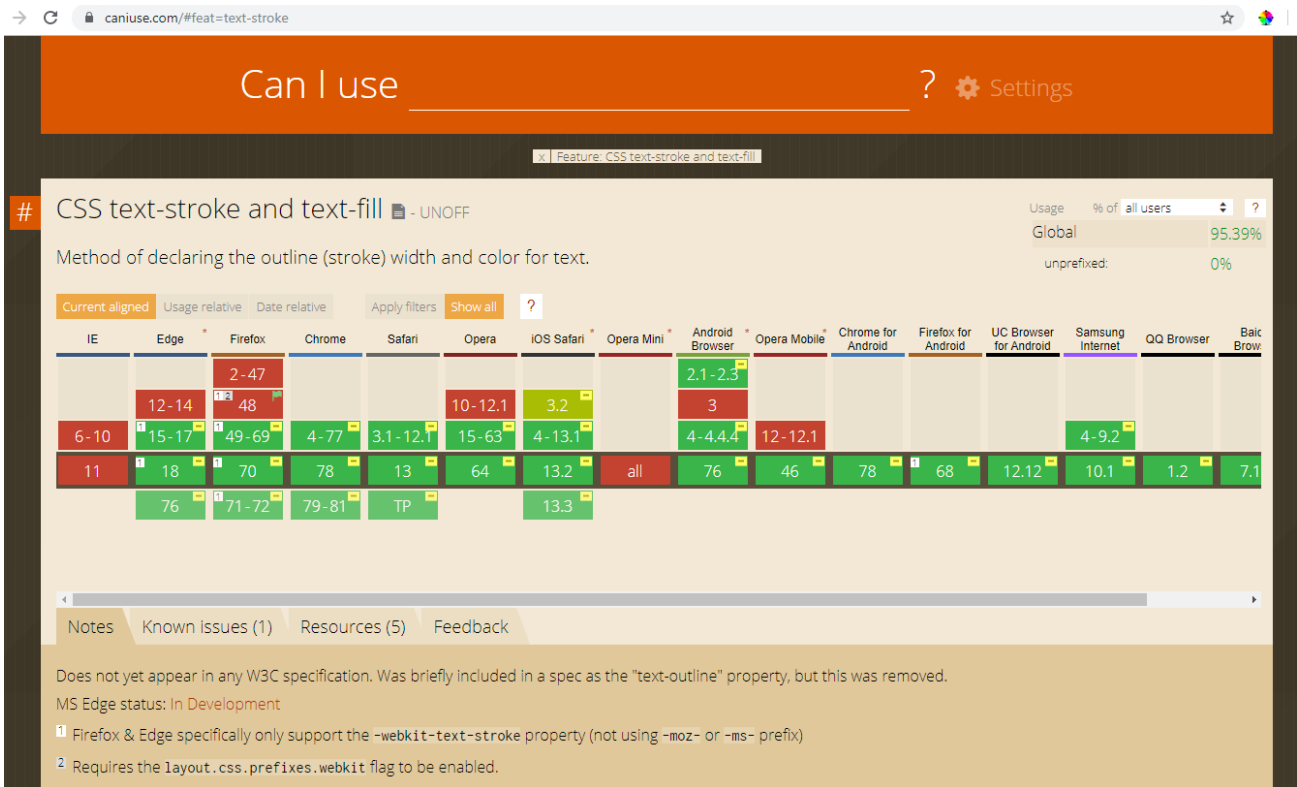 caniuse.com/#feat=text-stroke
Can I use ? Settings
x Feature: CSS text-stroke and text-fill
# CSS text-stroke and text-fill - UNOFF
Usage % of all users ?
Global 95.39%
unprefixed: 0%
Method of declaring the outline (stroke) width and color for text.
Current aligned Usage relative Date relative Apply filters Show all ?
IE Edge * Firefox Chrome Safari Opera iOS Safari * Opera Mini * Android Browser * Opera Mobile * Chrome for Android Firefox for Android UC Browser for Android Samsung Internet QQ Browser Baid Brows
2-47 2.1-2.3
12-14 1 2 48 10-12.1 3.2 3
6-10 1 15-17 1 49-69 4-77 3.1-12.1 15-63 4-13.1 4-4.4.4 12-12.1 4-9.2
11 1 18 1 70 78 13 64 13.2 all 76 46 78 1 68 12.12 10.1 1.2 7.1
76 1 71-72 79-81 TP 13.3
Notes Known issues (1) Resources (5) Feedback
Does not yet appear in any W3C specification. Was briefly included in a spec as the "text-outline" property, but this was removed.
MS Edge status: In Development
1 Firefox & Edge specifically only support the -webkit-text-stroke property (not using -moz- or -ms- prefix)
2 Requires the layout.css.prefixes.webkit flag to be enabled.